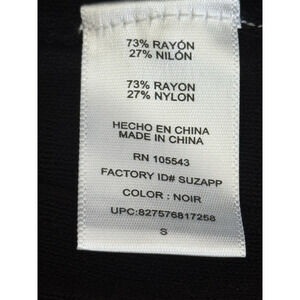 73% RAYÓN
27% NILÓN
73% RAYON
27% NYLON
HECHO EN CHINA
MADE IN CHINA
RN 105543
FACTORY ID# SUZAPP
COLOR : NOIR
UPC:827576817258
S